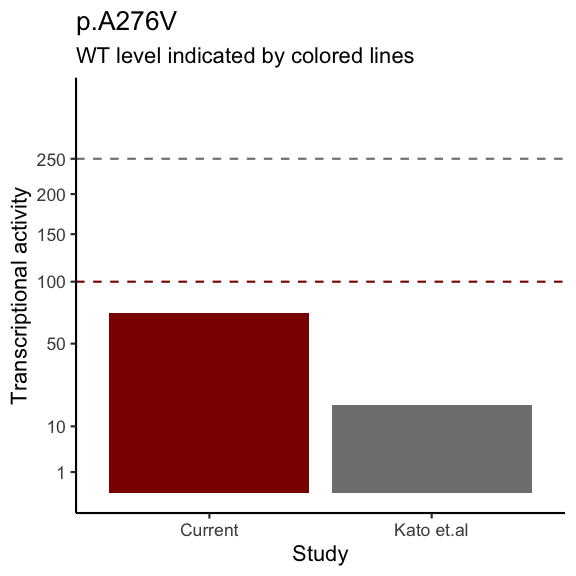 p.A276V
WT level indicated by colored lines
Transcriptional activity
250
200
150
100
50
10
1
Current
Kato et.al
Study